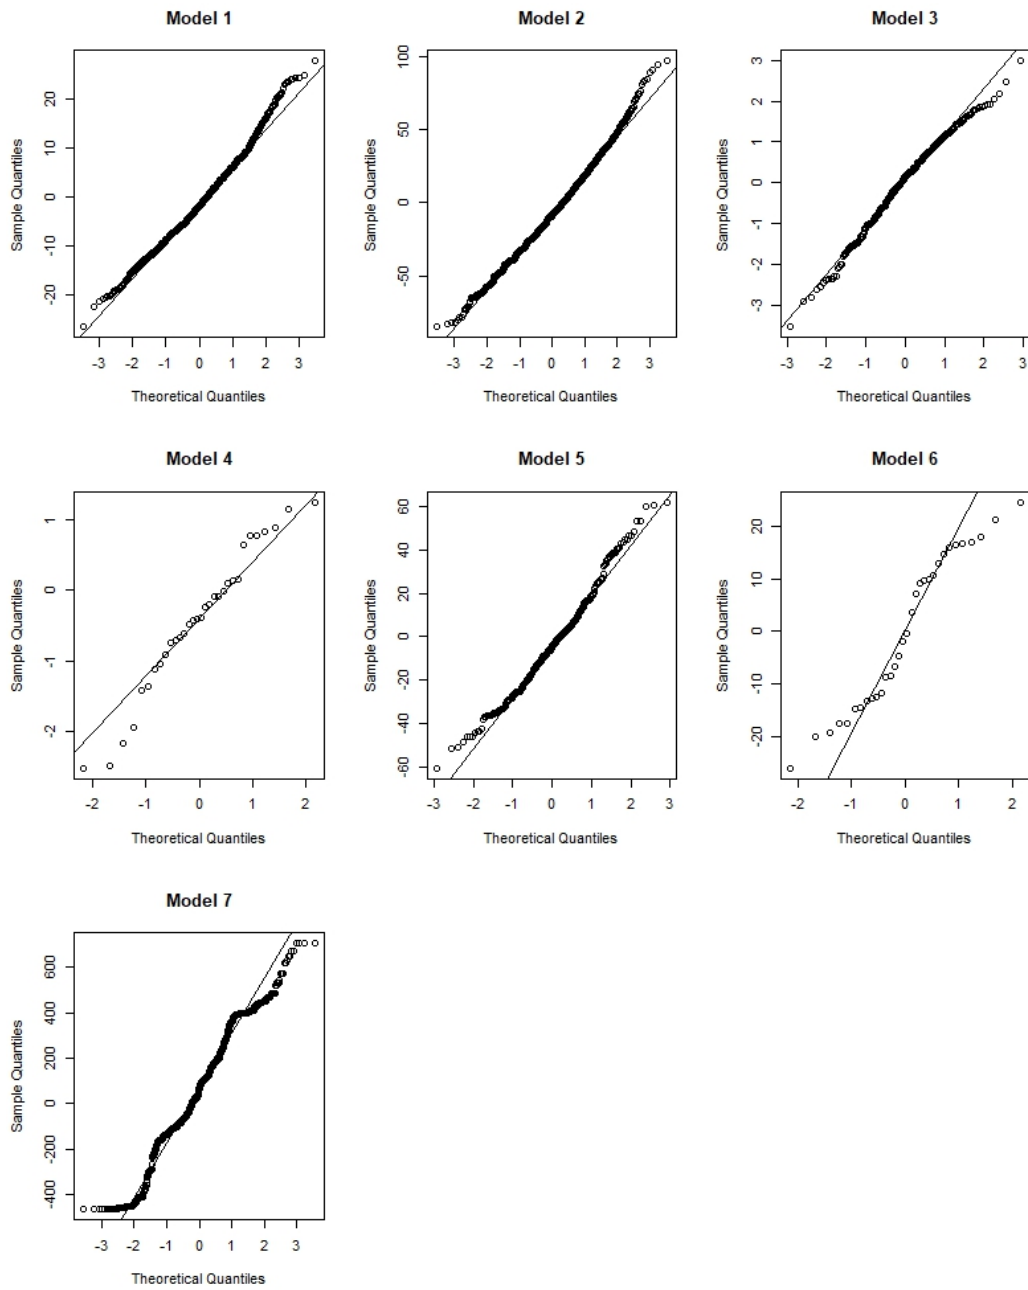 Model 1
Sample Quantiles
20
10
0
-10
-20
-3 -2 -1 0 1 2 3
Theoretical Quantiles
Model 2
Sample Quantiles
100
50
0
-50
-3 -2 -1 0 1 2 3
Theoretical Quantiles
Model 3
Sample Quantiles
3
2
1
0
-1
-2
-3
-3 -2 -1 0 1 2 3
Theoretical Quantiles
Model 4
Sample Quantiles
1
0
-1
-2
-2 -1 0 1 2
Theoretical Quantiles
Model 5
Sample Quantiles
60
40
20
0
-20
-40
-60
-3 -2 -1 0 1 2 3
Theoretical Quantiles
Model 6
Sample Quantiles
20
10
0
-10
-20
-2 -1 0 1 2
Theoretical Quantiles
Model 7
Sample Quantiles
600
400
200
0
-200
-400
-3 -2 -1 0 1 2 3
Theoretical Quantiles